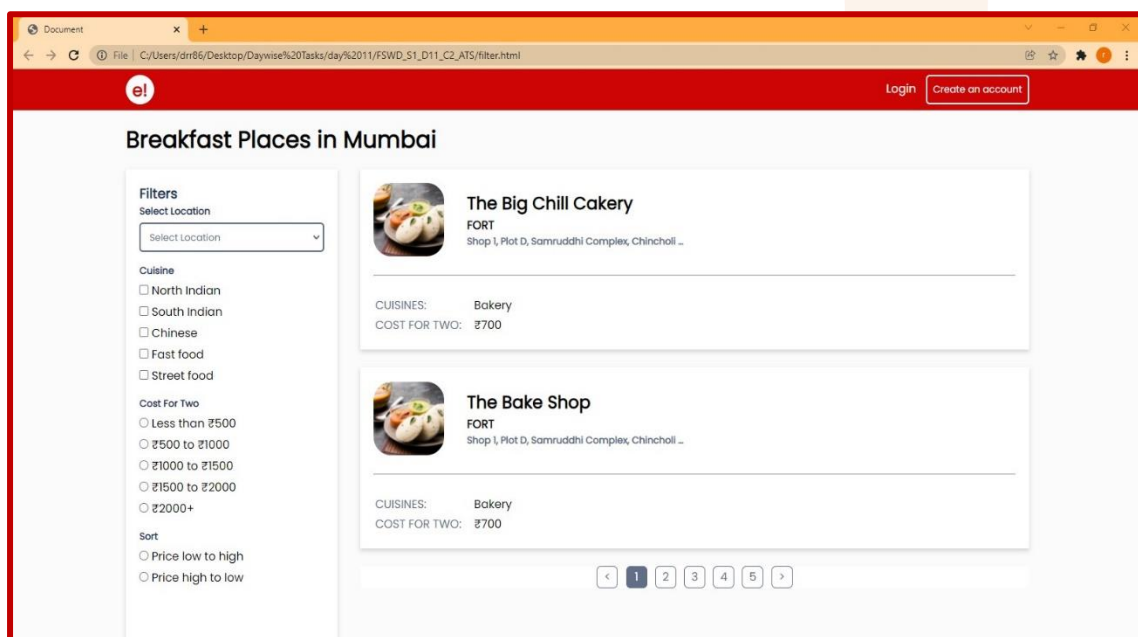 Document
File C:/Users/drr86/Desktop/Daywise%20Tasks/day%2011/FSWD_S1_D11_C2_ATS/filter.html
e!
Login
Create an account
Breakfast Places in Mumbai
Filters
Select Location
Select Location
Cuisine
North Indian
South Indian
Chinese
Fast food
Street food
Cost For Two
Less than ₹500
₹500 to ₹1000
₹1000 to ₹1500
₹1500 to ₹2000
₹2000+
Sort
Price low to high
Price high to low
The Big Chill Cakery
FORT
Shop 1, Plot D, Samruddhi Complex, Chincholi ...
CUISINES: Bakery
COST FOR TWO: ₹700
The Bake Shop
FORT
Shop 1, Plot D, Samruddhi Complex, Chincholi ...
CUISINES: Bakery
COST FOR TWO: ₹700
< 1 2 3 4 5 >